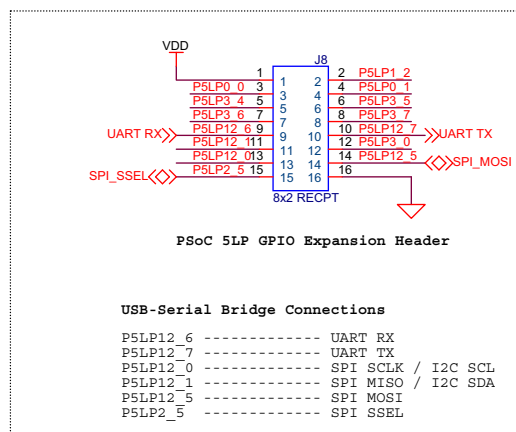 VDD
J8
1 1 2 2 P5LP1_2
P5LP0_0 3 3 4 4 P5LP0_1
P5LP3_4 5 5 6 6 P5LP3_5
P5LP3_6 7 7 8 8 P5LP3_7
UART RX P5LP12_6 9 9 10 10 P5LP12_7 UART TX
P5LP12_1 11 11 12 12 P5LP3_0
P5LP12_0 13 13 14 14 P5LP12_5 SPI_MOSI
SPI_SSEL P5LP2_5 15 15 16 16
8x2 RECPT
PSoC 5LP GPIO Expansion Header
USB-Serial Bridge Connections
P5LP12_6 ------------- UART RX
P5LP12_7 ------------- UART TX
P5LP12_0 ------------- SPI SCLK / I2C SCL
P5LP12_1 ------------- SPI MISO / I2C SDA
P5LP12_5 ------------- SPI MOSI
P5LP2_5 ------------- SPI SSEL